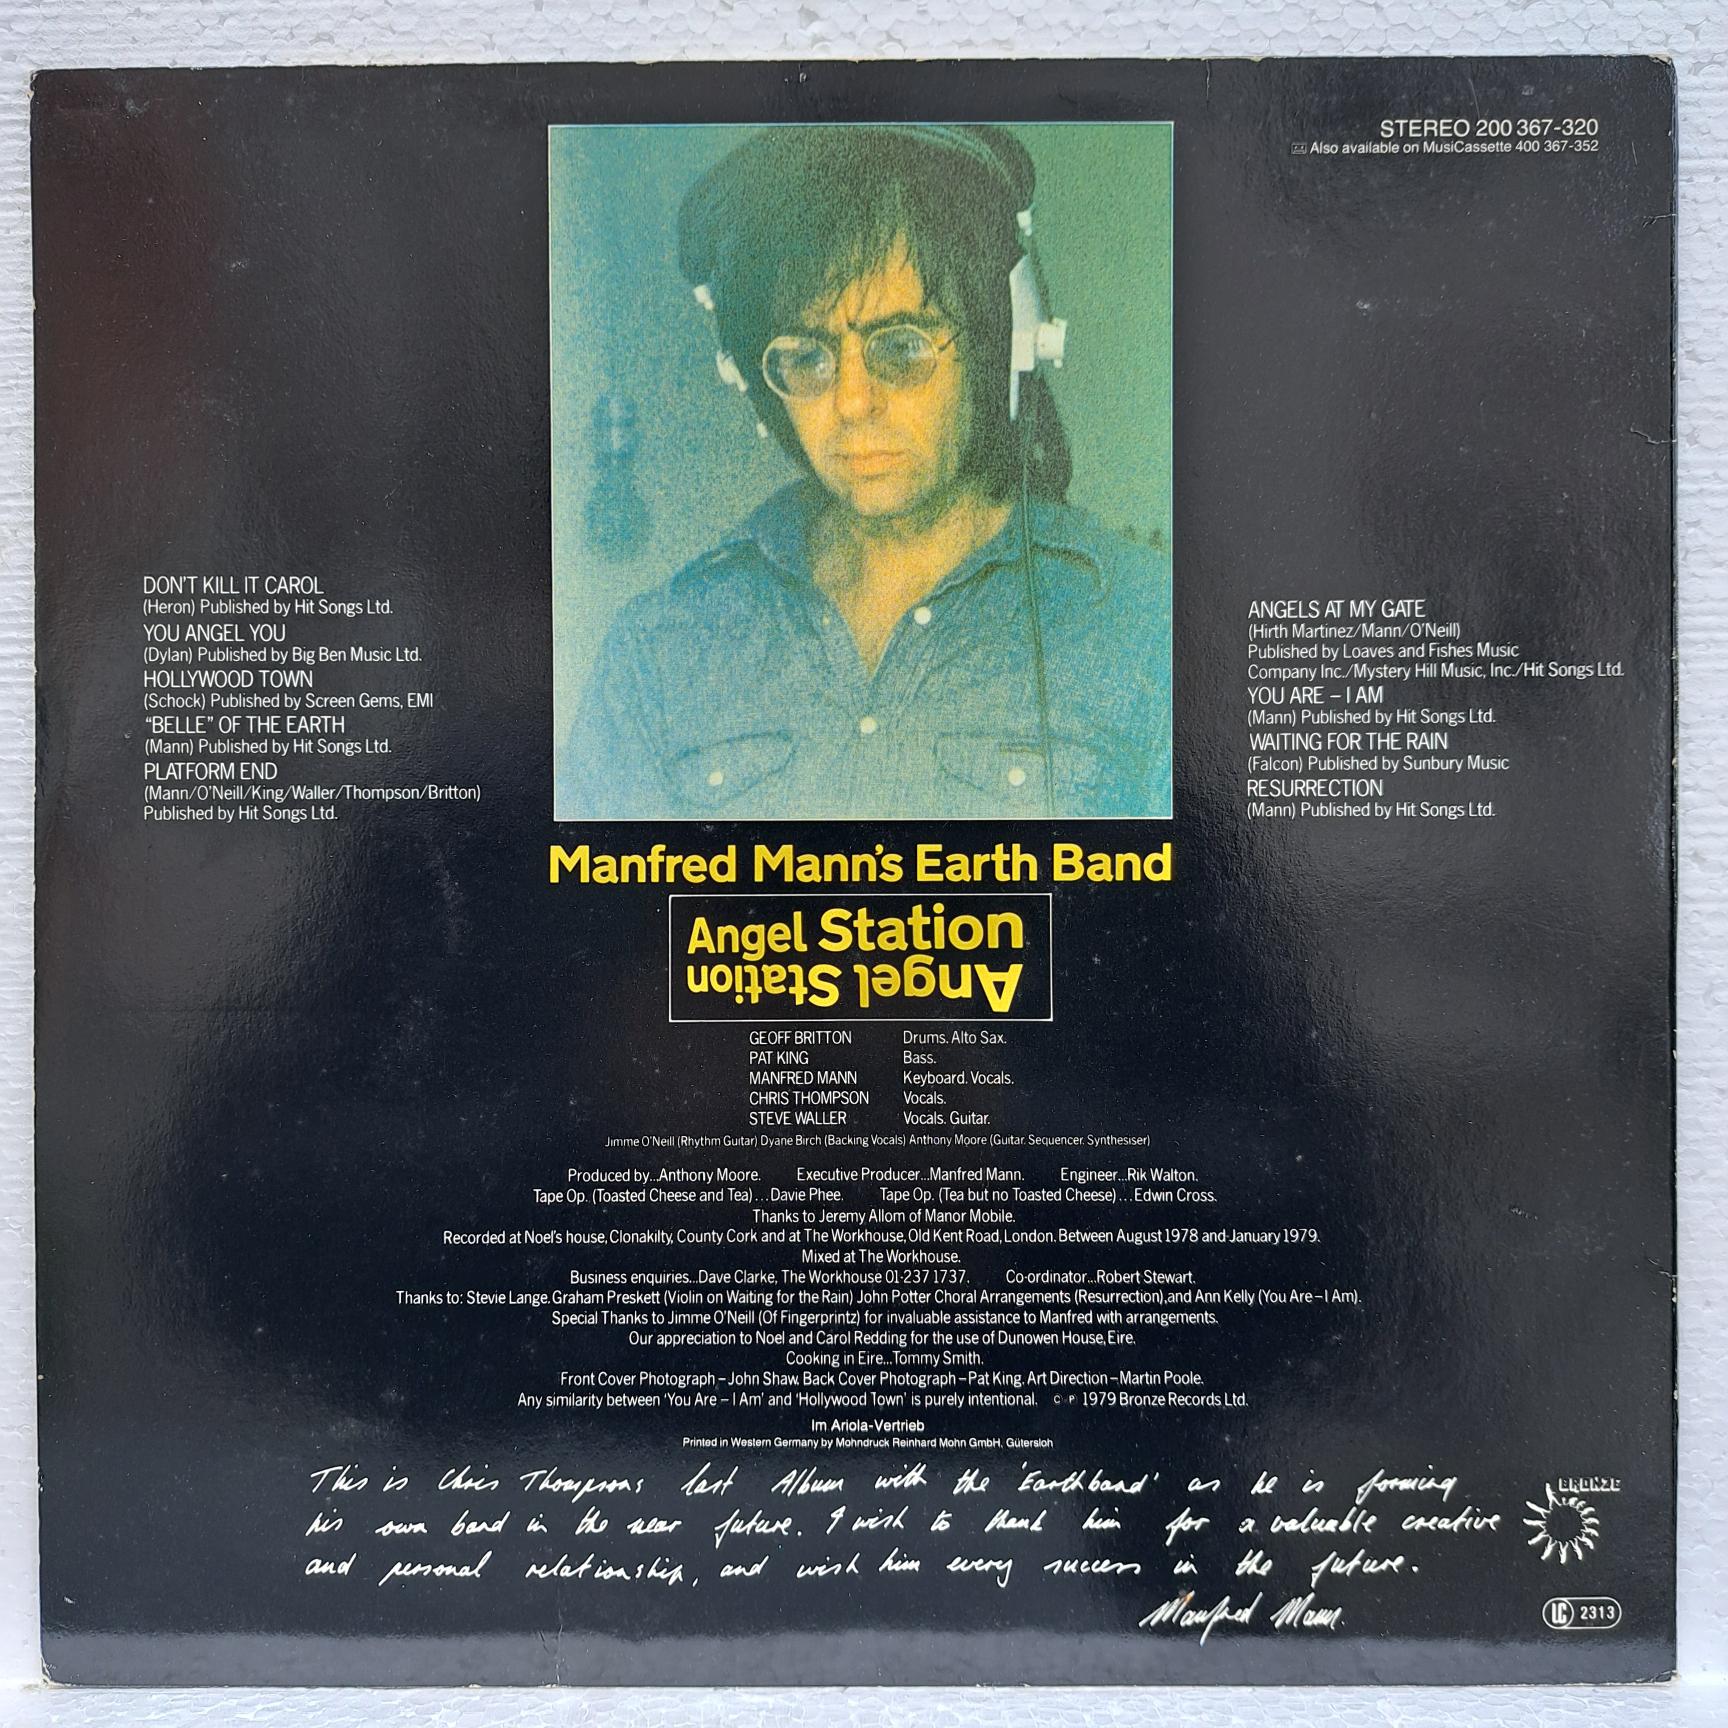 STEREO 200 367-320
Also available on MusiCassette 400 367-352
DON'T KILL IT CAROL
(Heron) Published by Hit Songs Ltd.
YOU ANGEL YOU
(Dylan) Published by Big Ben Music Ltd.
HOLLYWOOD TOWN
(Schock) Published by Screen Gems, EMI
“BELLE” OF THE EARTH
(Mann) Published by Hit Songs Ltd.
PLATFORM END
(Mann/O'Neill/King/Waller/Thompson/Britton)
Published by Hit Songs Ltd.
ANGELS AT MY GATE
(Hirth Martinez/Mann/O'Neill)
Published by Loaves and Fishes Music
Company Inc./Mystery Hill Music, Inc./Hit Songs Ltd.
YOU ARE – I AM
(Mann) Published by Hit Songs Ltd.
WAITING FOR THE RAIN
(Falcon) Published by Sunbury Music
RESURRECTION
(Mann) Published by Hit Songs Ltd.
Manfred Mann's Earth Band
Angel Station
Angel Station
GEOFF BRITTON Drums. Alto Sax.
PAT KING Bass.
MANFRED MANN Keyboard. Vocals.
CHRIS THOMPSON Vocals.
STEVE WALLER Vocals. Guitar.
Jimme O'Neill (Rhythm Guitar) Dyane Birch (Backing Vocals) Anthony Moore (Guitar. Sequencer. Synthesiser)
Produced by...Anthony Moore. Executive Producer...Manfred Mann. Engineer...Rik Walton.
Tape Op. (Toasted Cheese and Tea)...Davie Phee. Tape Op. (Tea but no Toasted Cheese)...Edwin Cross.
Thanks to Jeremy Allom of Manor Mobile.
Recorded at Noel's house, Clonakilty, County Cork and at The Workhouse, Old Kent Road, London. Between August 1978 and January 1979.
Mixed at The Workhouse.
Business enquiries...Dave Clarke, The Workhouse 01-237 1737. Co-ordinator...Robert Stewart.
Thanks to: Stevie Lange. Graham Preskett (Violin on Waiting for the Rain) John Potter Choral Arrangements (Resurrection), and Ann Kelly (You Are – I Am).
Special Thanks to Jimme O'Neill (Of Fingerprintz) for invaluable assistance to Manfred with arrangements.
Our appreciation to Noel and Carol Redding for the use of Dunowen House, Eire.
Cooking in Eire...Tommy Smith.
Front Cover Photograph – John Shaw. Back Cover Photograph – Pat King. Art Direction – Martin Poole.
Any similarity between 'You Are – I Am' and 'Hollywood Town' is purely intentional. © ℗ 1979 Bronze Records Ltd.
Im Ariola-Vertrieb
Printed in Western Germany by Mohndruck Reinhard Mohn GmbH, Gütersloh
This is Chris Thompsons last Album with the 'Earthband' as he is forming
his own band in the near future. I wish to thank him for a valuable creative
and personal relationship, and wish him every success in the future.
Manfred Mann.
BRONZE
LC 2313